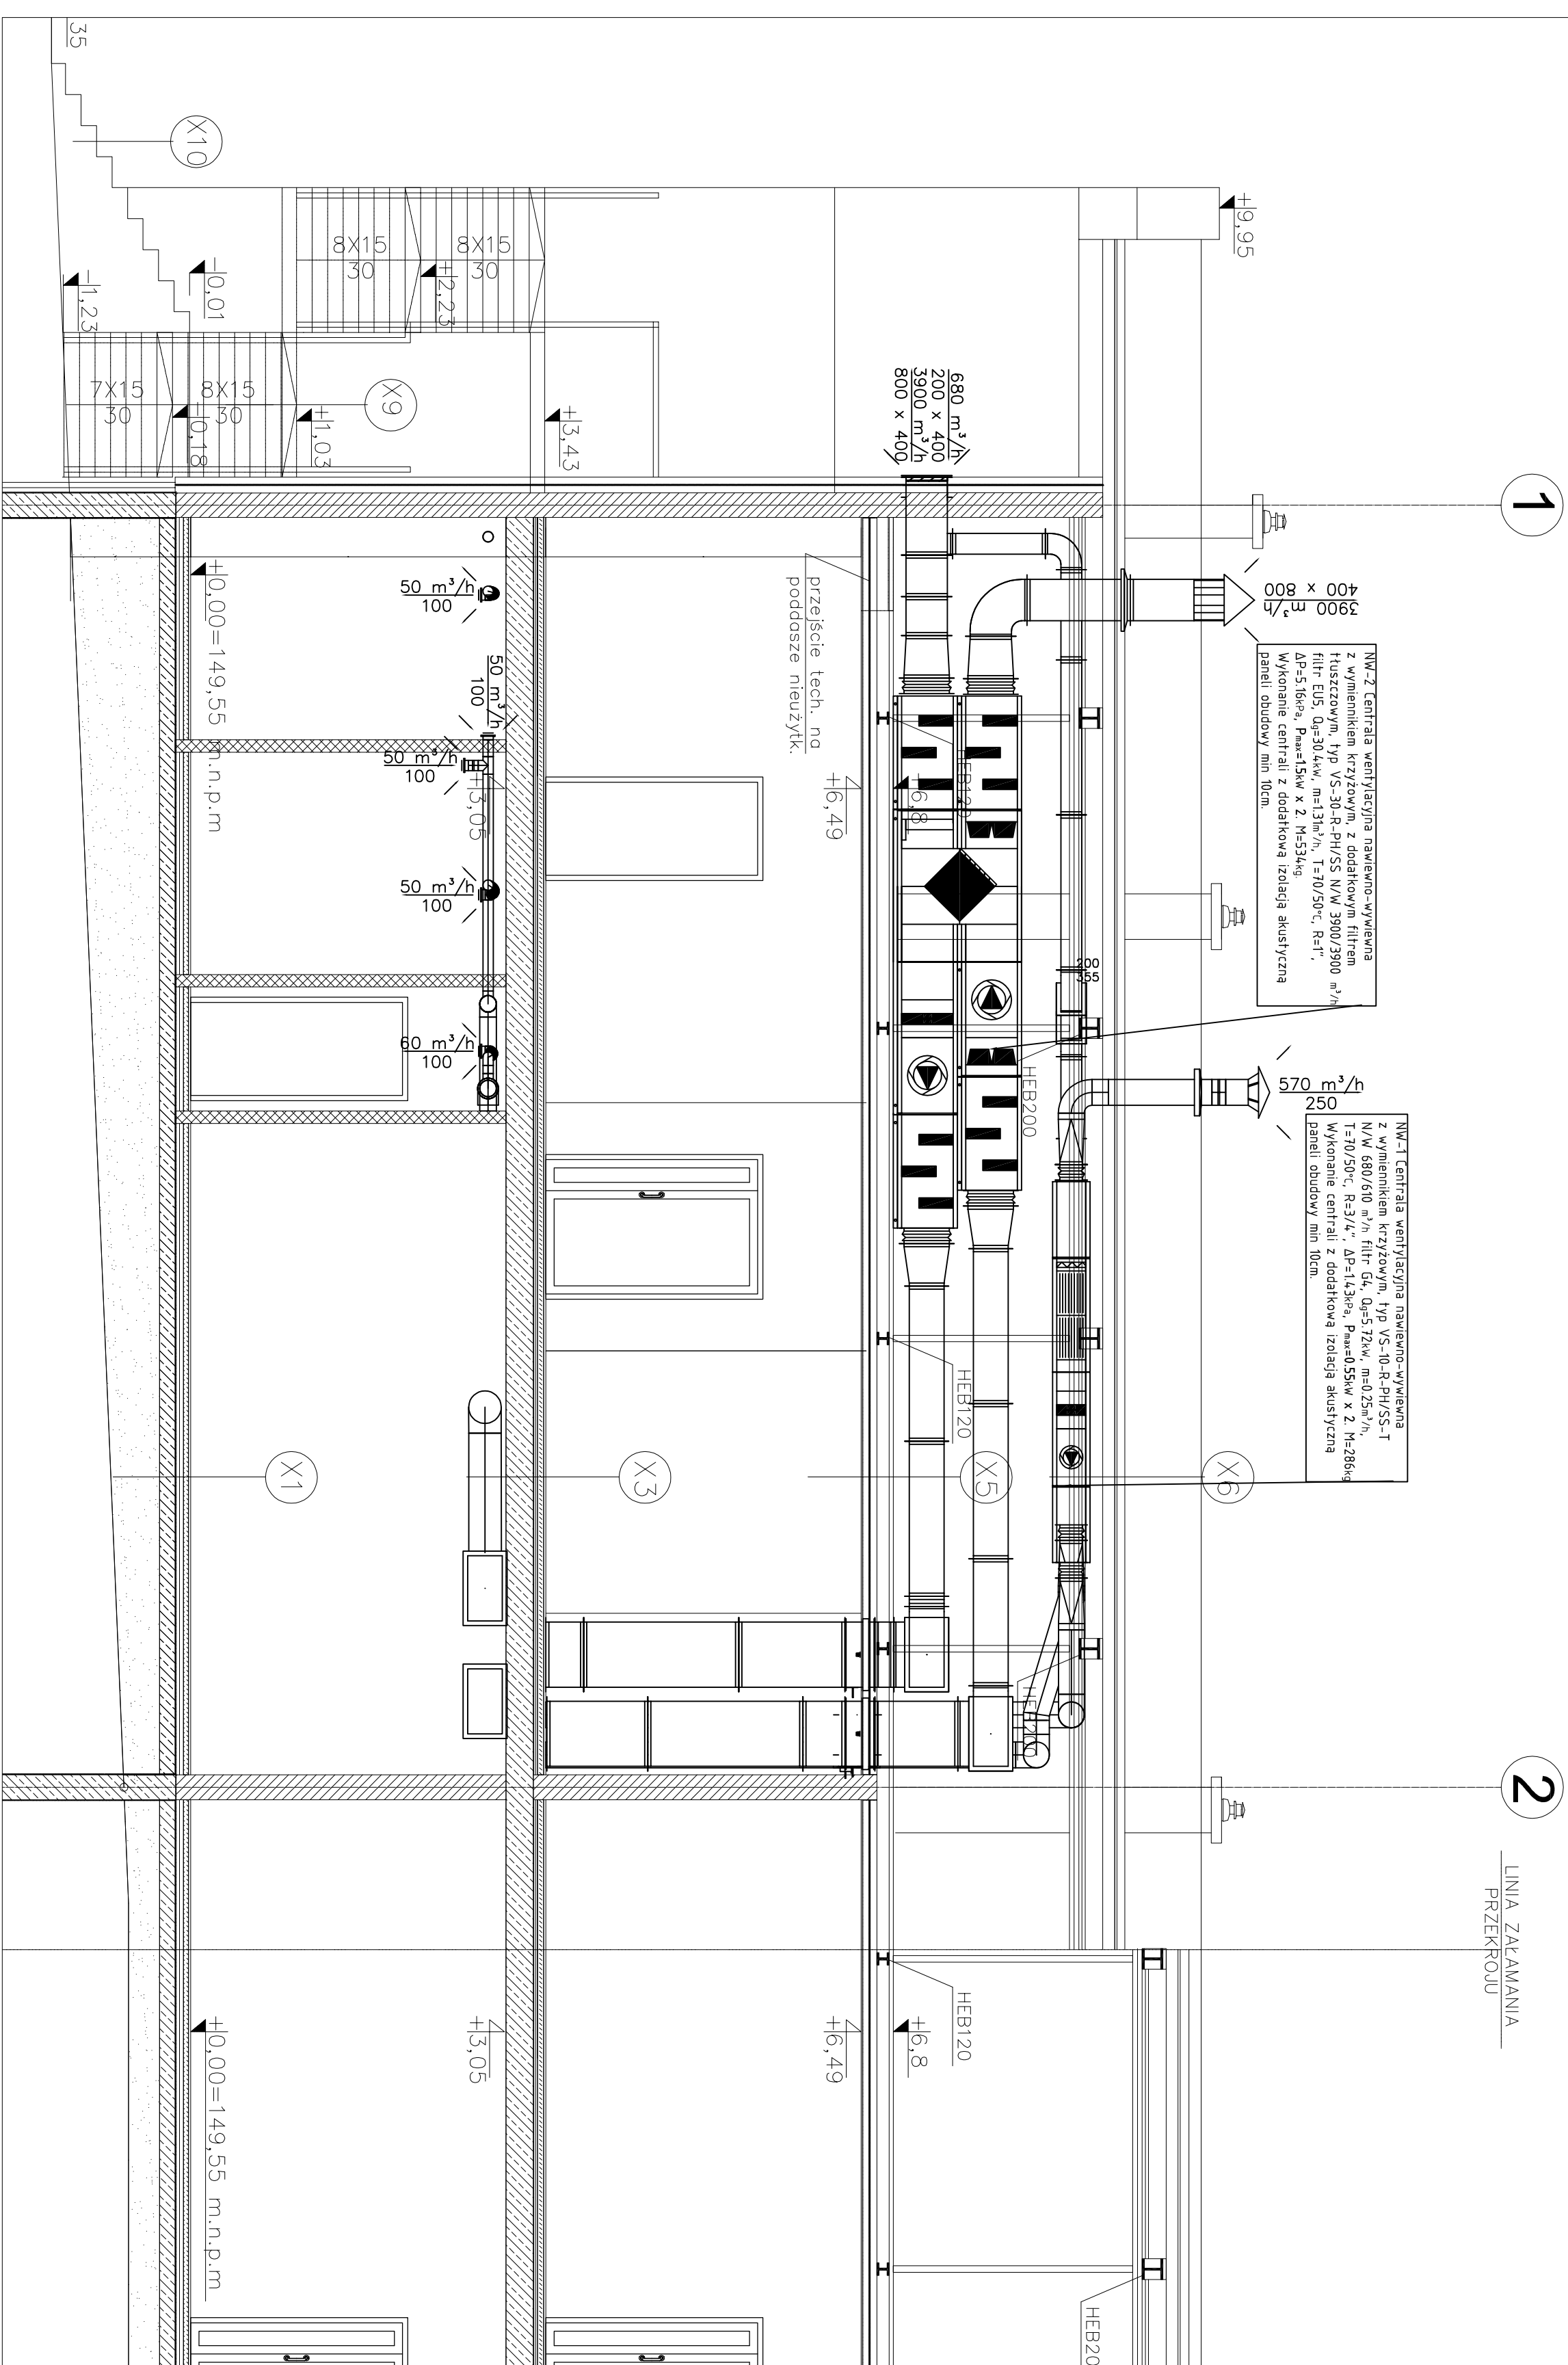 1
2
LINIA ZAŁAMANIA
PRZEKROJU
+9,95
3900 m³/h
400 x 800
NW-2 Centrala wentylacyjna nawiewno-wywiewna
z wymiennikiem krzyżowym, z dodatkowym filtrem
tłuszczowym, typ VS-30-R-PH/SS N/W 3900/3900 m³/h
filtr EU5, Qg=30.4kW, m=1.31m³/h, T=70/50°c, R=1",
ΔP=5.16kPa, Pmax=1.5kW x 2. M=534kg.
Wykonanie centrali z dodatkową izolacją akustyczną
paneli obudowy min 10cm.
570 m³/h
250
NW-1 Centrala wentylacyjna nawiewno-wywiewna
z wymiennikiem krzyżowym, typ VS-10-R-PH/SS-T
N/W 680/610 m³/h filtr G4, Qg=5.72kW, m=0.25m³/h,
T=70/50°c, R=3/4", ΔP=1.43kPa, Pmax=0.55kW x 2. M=286kg
Wykonanie centrali z dodatkową izolacją akustyczną
paneli obudowy min 10cm.
X6
200
355
HEB200
HEB200
HEB20
680 m³/h
200 x 400
3900 m³/h
800 x 400
HEB120
HEB120
X5
HEB120
+6,8
+6,8
+6,49
+6,49
przejście tech. na
poddasze nieużytk.
X3
+3,43
+3,05
+3,05
8X15
30
8X15
30
+2,23
50 m³/h
100
50 m³/h
100
50 m³/h
100
50 m³/h
100
60 m³/h
100
X9
+1,03
X1
8X15
30
7X15
30
-0,18
-0,01
-1,23
+0,00=149,55 m.n.p.m
+0,00=149,55 m.n.p.m
X10
35